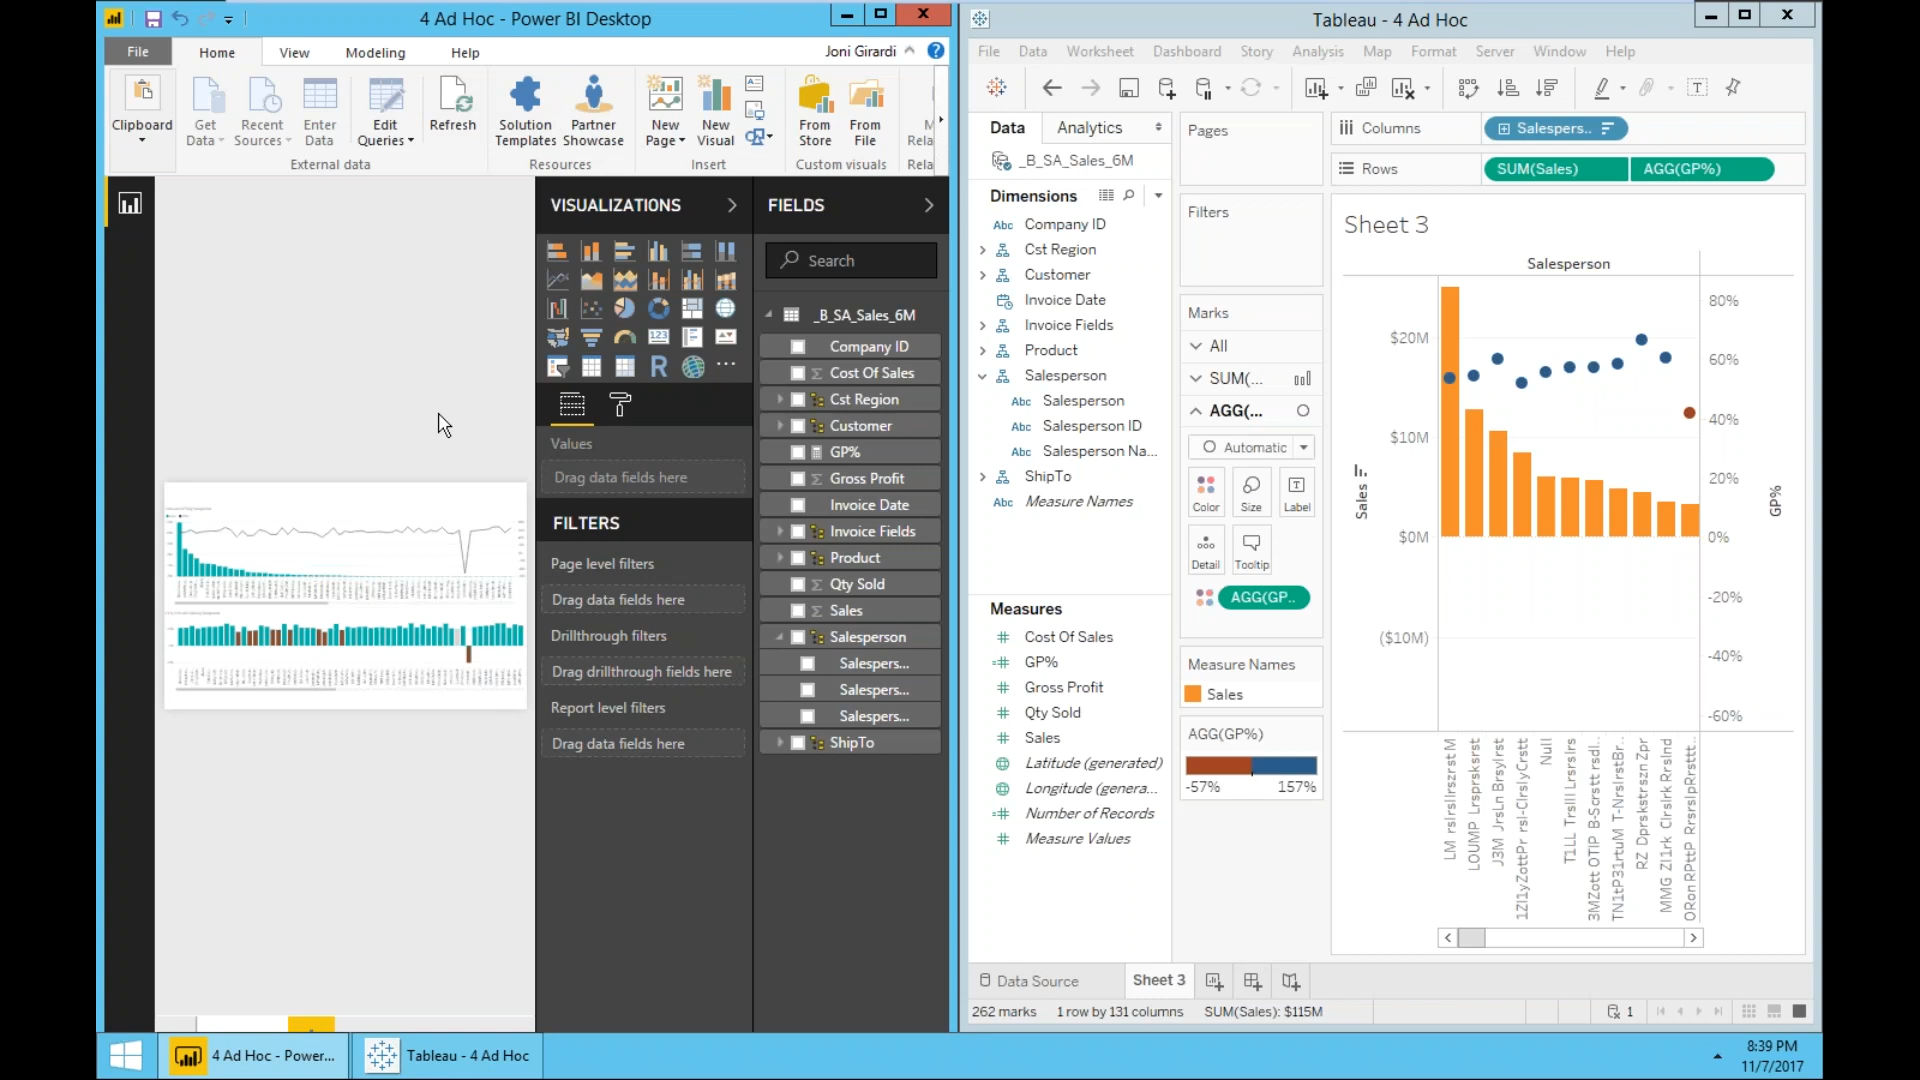 4 Ad Hoc - Power BI Desktop
File
Home
View
Modeling
Help
Joni Girardi
Clipboard
Get Data
Recent Sources
Enter Data
Edit Queries
Refresh
Solution Templates
Partner Showcase
New Page
New Visual
From Store
From File
External data
Resources
Insert
Custom visuals
Rela
VISUALIZATIONS
Values
Drag data fields here
FILTERS
Page level filters
Drag data fields here
Drillthrough filters
Drag drillthrough fields here
Report level filters
Drag data fields here
FIELDS
Search
_B_SA_Sales_6M
Company ID
Cost Of Sales
Cst Region
Customer
GP%
Gross Profit
Invoice Date
Invoice Fields
Product
Qty Sold
Sales
Salesperson
Salespers...
Salespers...
Salespers...
ShipTo
Tableau - 4 Ad Hoc
File Data Worksheet Dashboard Story Analysis Map Format Server Window Help
Data
Analytics
_B_SA_Sales_6M
Dimensions
Abc Company ID
Cst Region
Customer
Invoice Date
Invoice Fields
Product
Salesperson
Abc Salesperson
Abc Salesperson ID
Abc Salesperson Na...
ShipTo
Abc Measure Names
Measures
Cost Of Sales
GP%
Gross Profit
Qty Sold
Sales
Latitude (generated)
Longitude (genera...
Number of Records
Measure Values
Pages
Filters
Marks
All
SUM(...
AGG(...
Automatic
Color
Size
Label
Detail
Tooltip
AGG(GP..
Measure Names
Sales
AGG(GP%)
-57% 157%
Columns
Salespers..
Rows
SUM(Sales)
AGG(GP%)
Sheet 3
Salesperson
$20M
$10M
$0M
($10M)
Sales
80%
60%
40%
20%
0%
-20%
-40%
-60%
GP%
Null
Data Source
Sheet 3
262 marks 1 row by 131 columns SUM(Sales): $115M
1
4 Ad Hoc - Power...
Tableau - 4 Ad Hoc
8:39 PM
11/7/2017